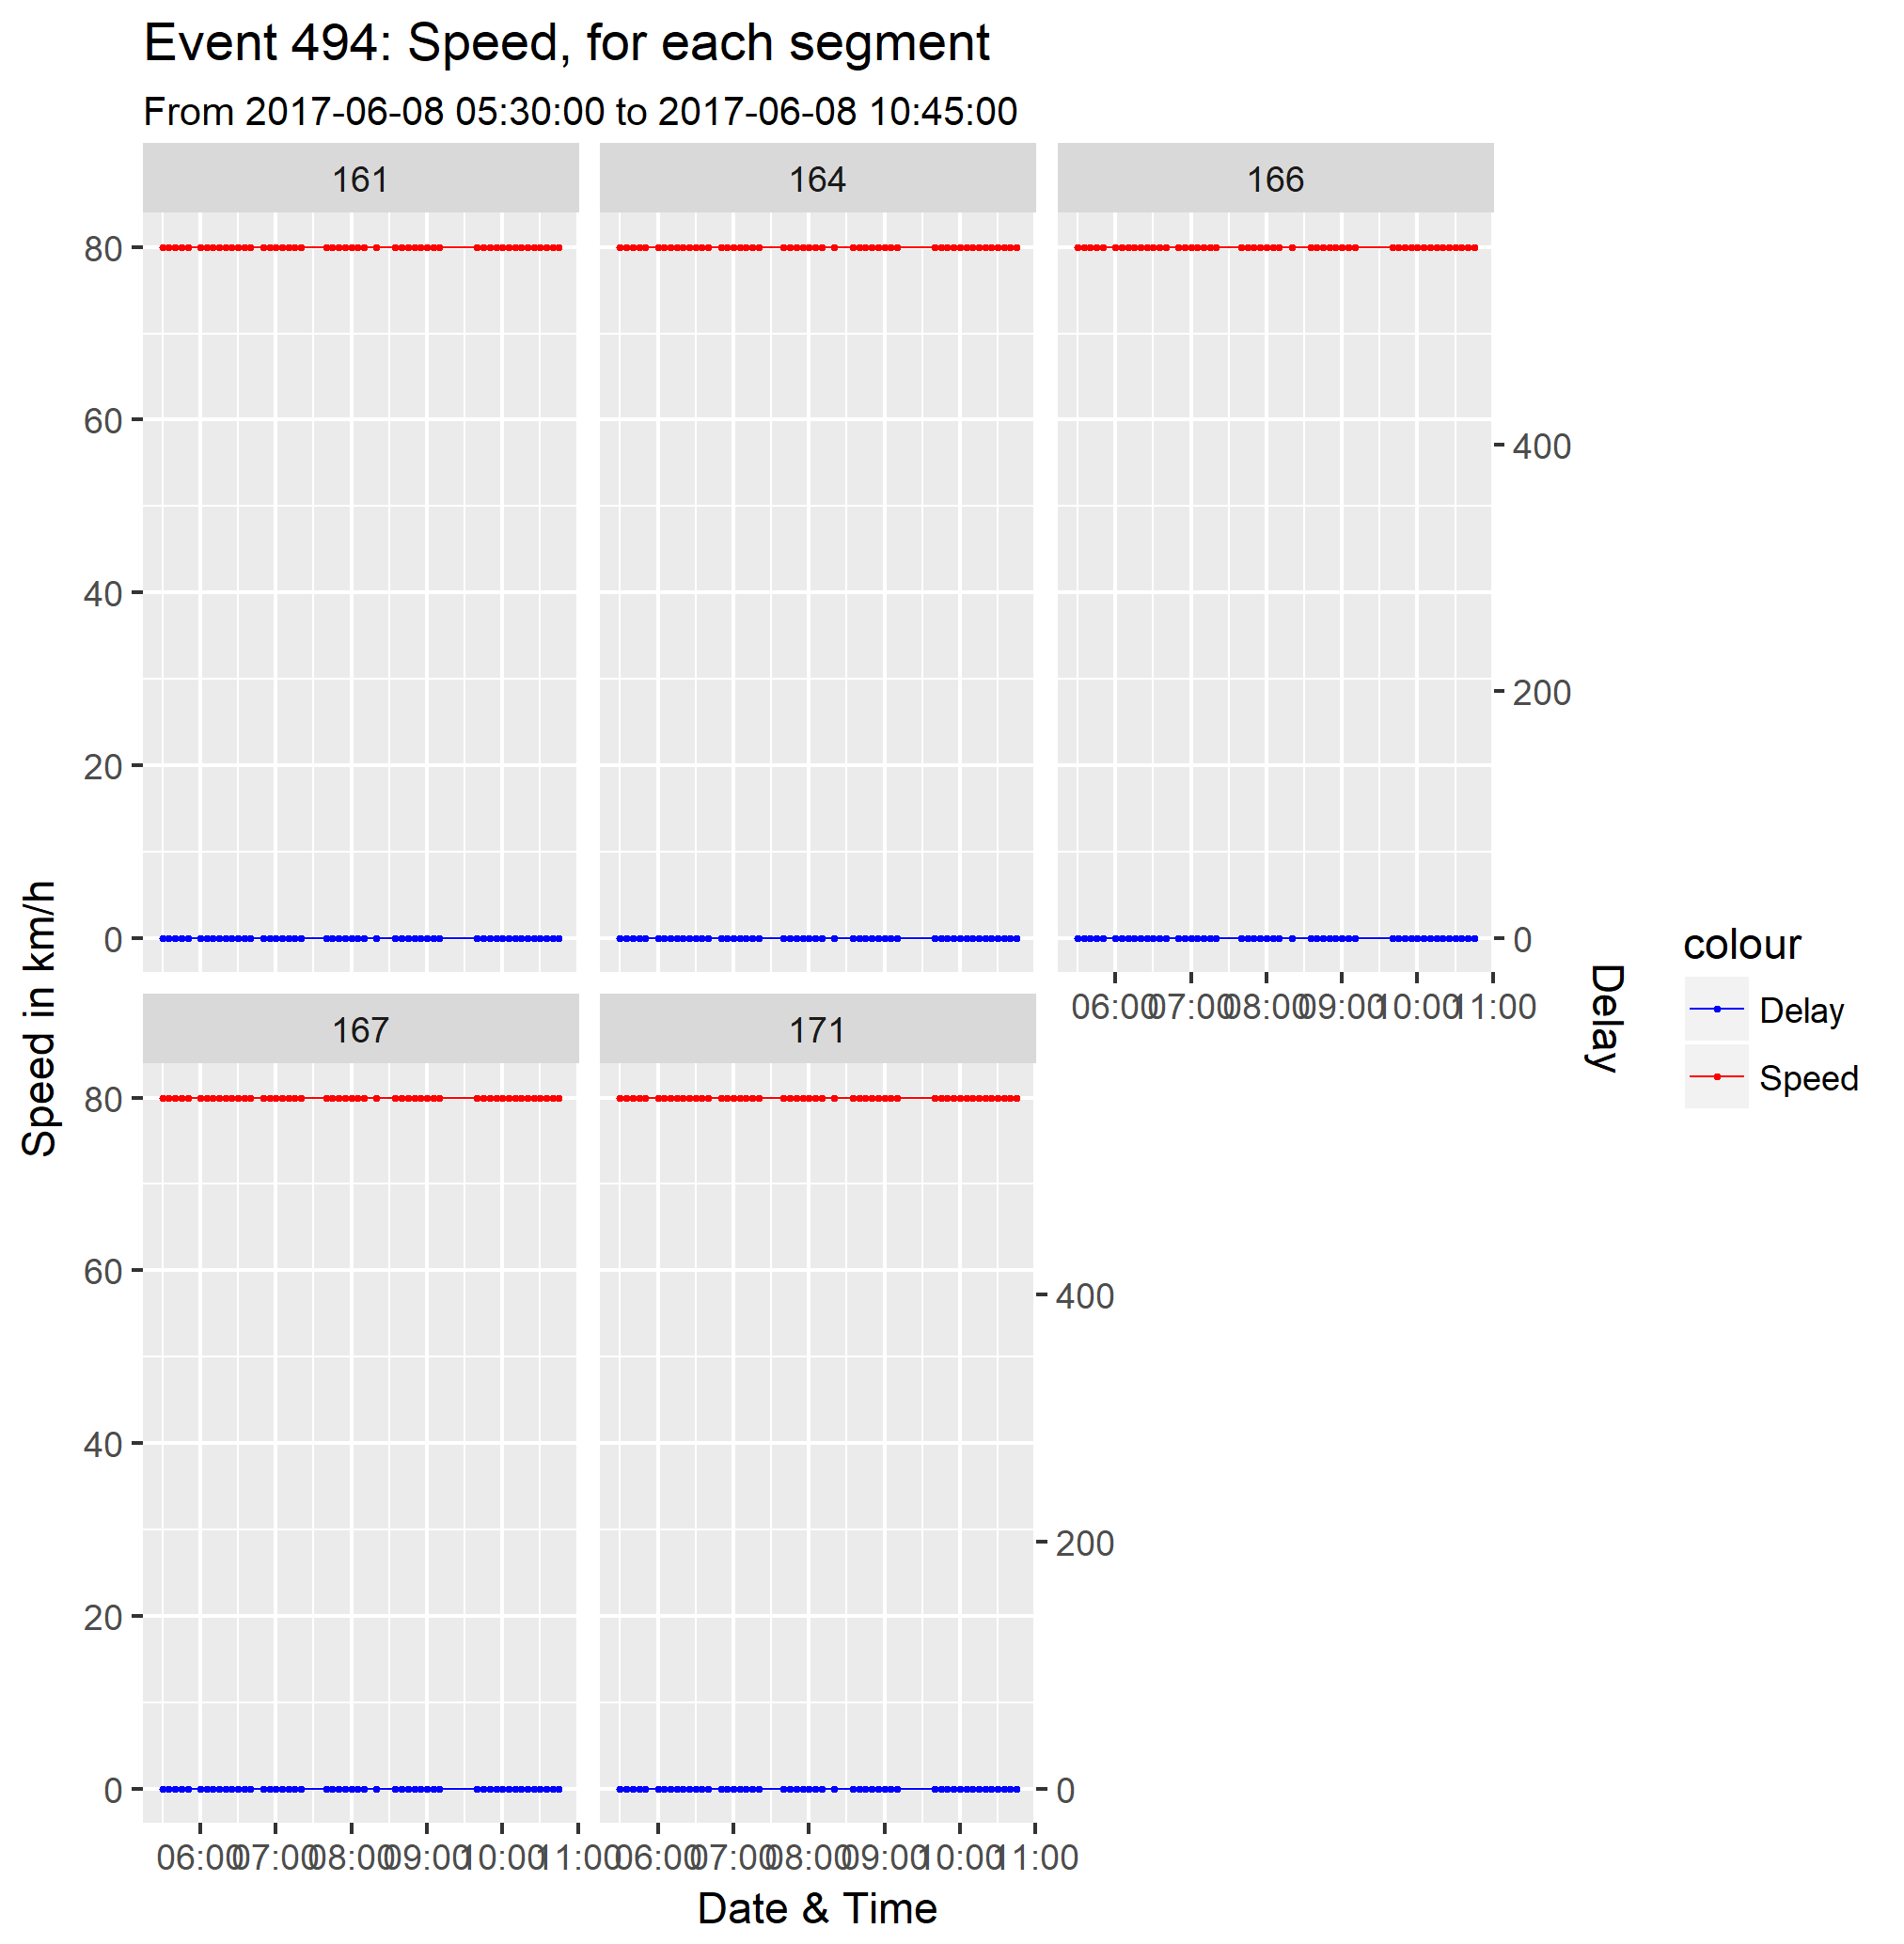 Event 494: Speed, for each segment
From 2017-06-08 05:30:00 to 2017-06-08 10:45:00
161
164
166
80
60
40
20
0
400
200
0
06:00 07:00 08:00 09:00 10:00 11:00
167
171
80
60
40
20
0
400
200
0
06:00 07:00 08:00 09:00 10:00 11:00
06:00 07:00 08:00 09:00 10:00 11:00
Date & Time
Speed in km/h
Delay
colour
Delay
Speed